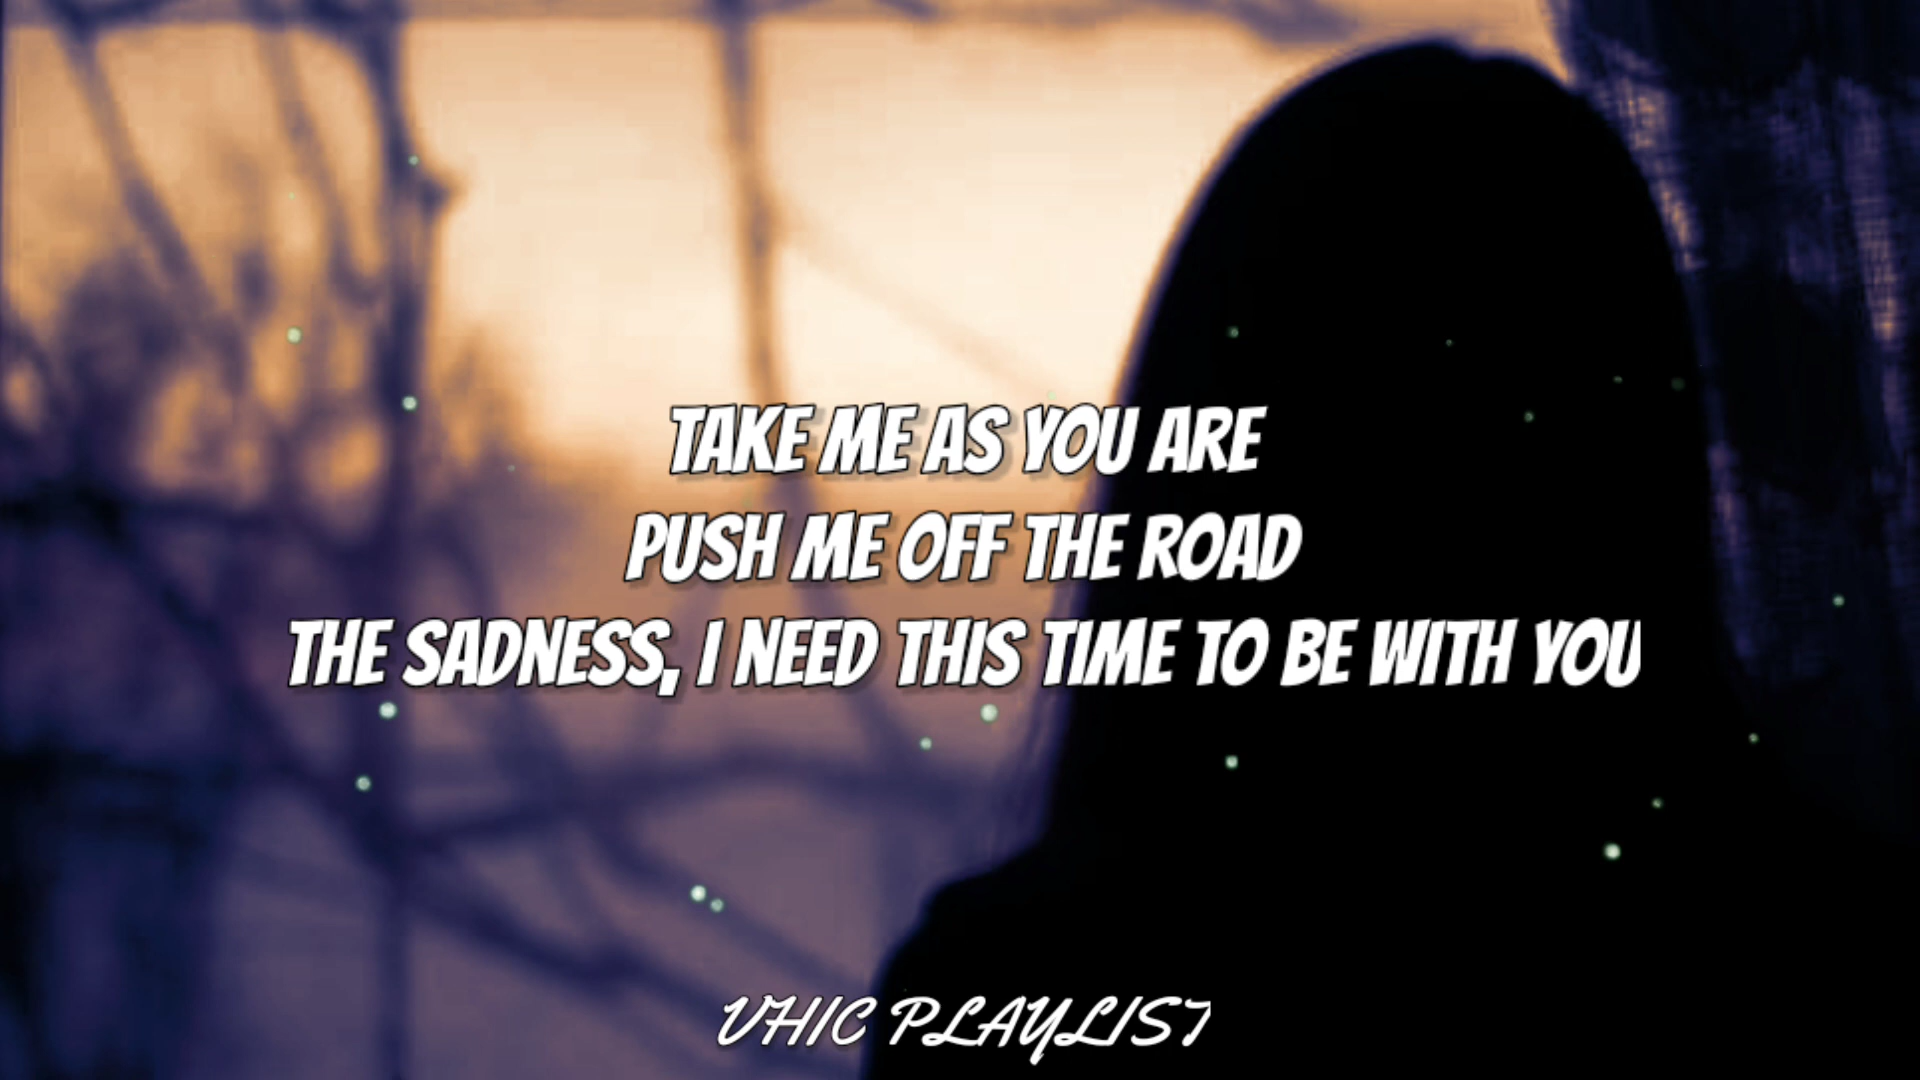 TAKE ME AS YOU ARE
PUSH ME OFF THE ROAD
THE SADNESS, I NEED THIS TIME TO BE WITH YOU
VHIC PLAYLIST